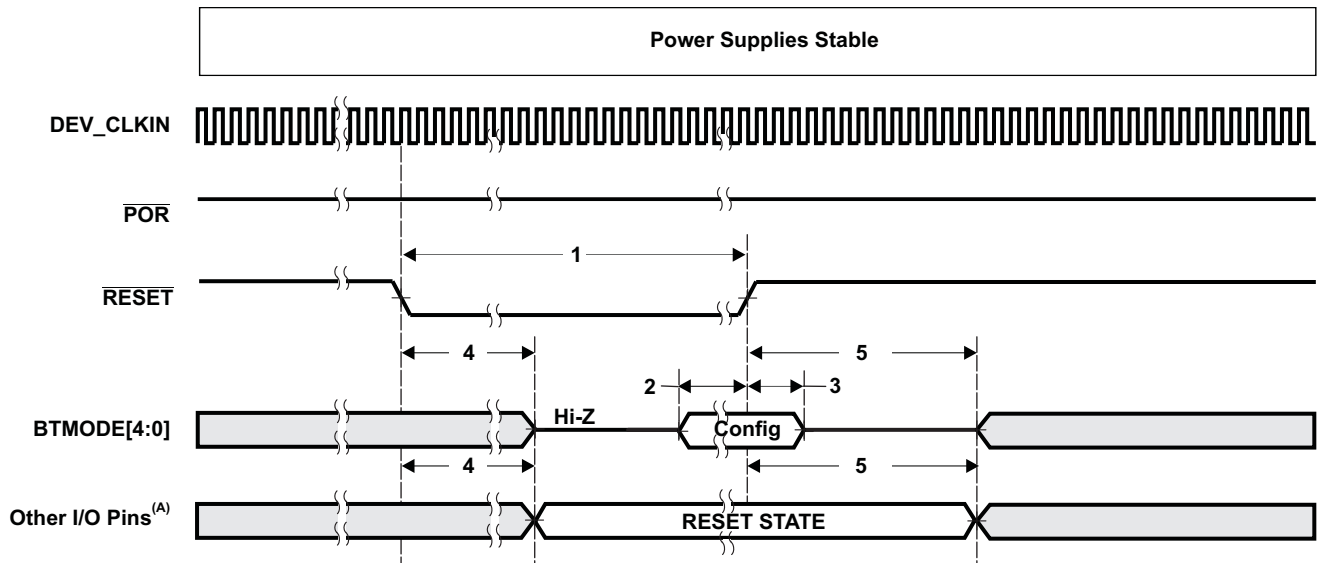 Power Supplies Stable
DEV_CLKIN
POR
1
RESET
4
5
2
3
BTMODE[4:0]
Hi-Z
Config
4
5
Other I/O Pins(A)
RESET STATE